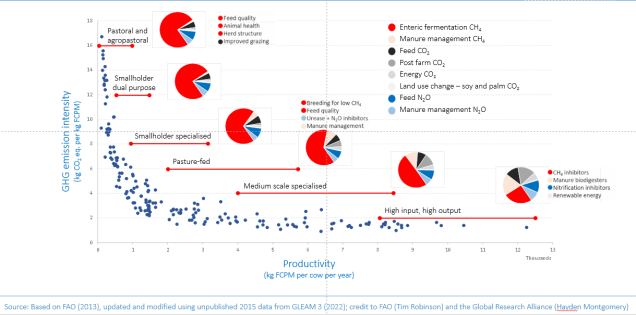 18
16
14
12
10
8
6
4
2
0
GHG emission intensity
(kg CO₂ eq. per kg FCPM)
Pastoral and
agropastoral
Feed quality
Animal health
Herd structure
Improved grazing
Smallholder
dual purpose
Smallholder specialised
Pasture-fed
Breeding for low CH₄
Feed quality
Urease + N₂O inhibitors
Manure management
Medium scale specialised
High input, high output
CH₄ inhibitors
Manure biodigesters
Nitrification inhibitors
Renewable energy
Enteric fermentation CH₄
Manure management CH₄
Feed CO₂
Post farm CO₂
Energy CO₂
Land use change – soy and palm CO₂
Feed N₂O
Manure management N₂O
0 1 2 3 4 5 6 7 8 9 10 11 12 13
Thousands
Productivity
(kg FPCM per cow per year)
Source: Based on FAO (2013), updated and modified using unpublished 2015 data from GLEAM 3 (2022); credit to FAO (Tim Robinson) and the Global Research Alliance (Hayden Montgomery)